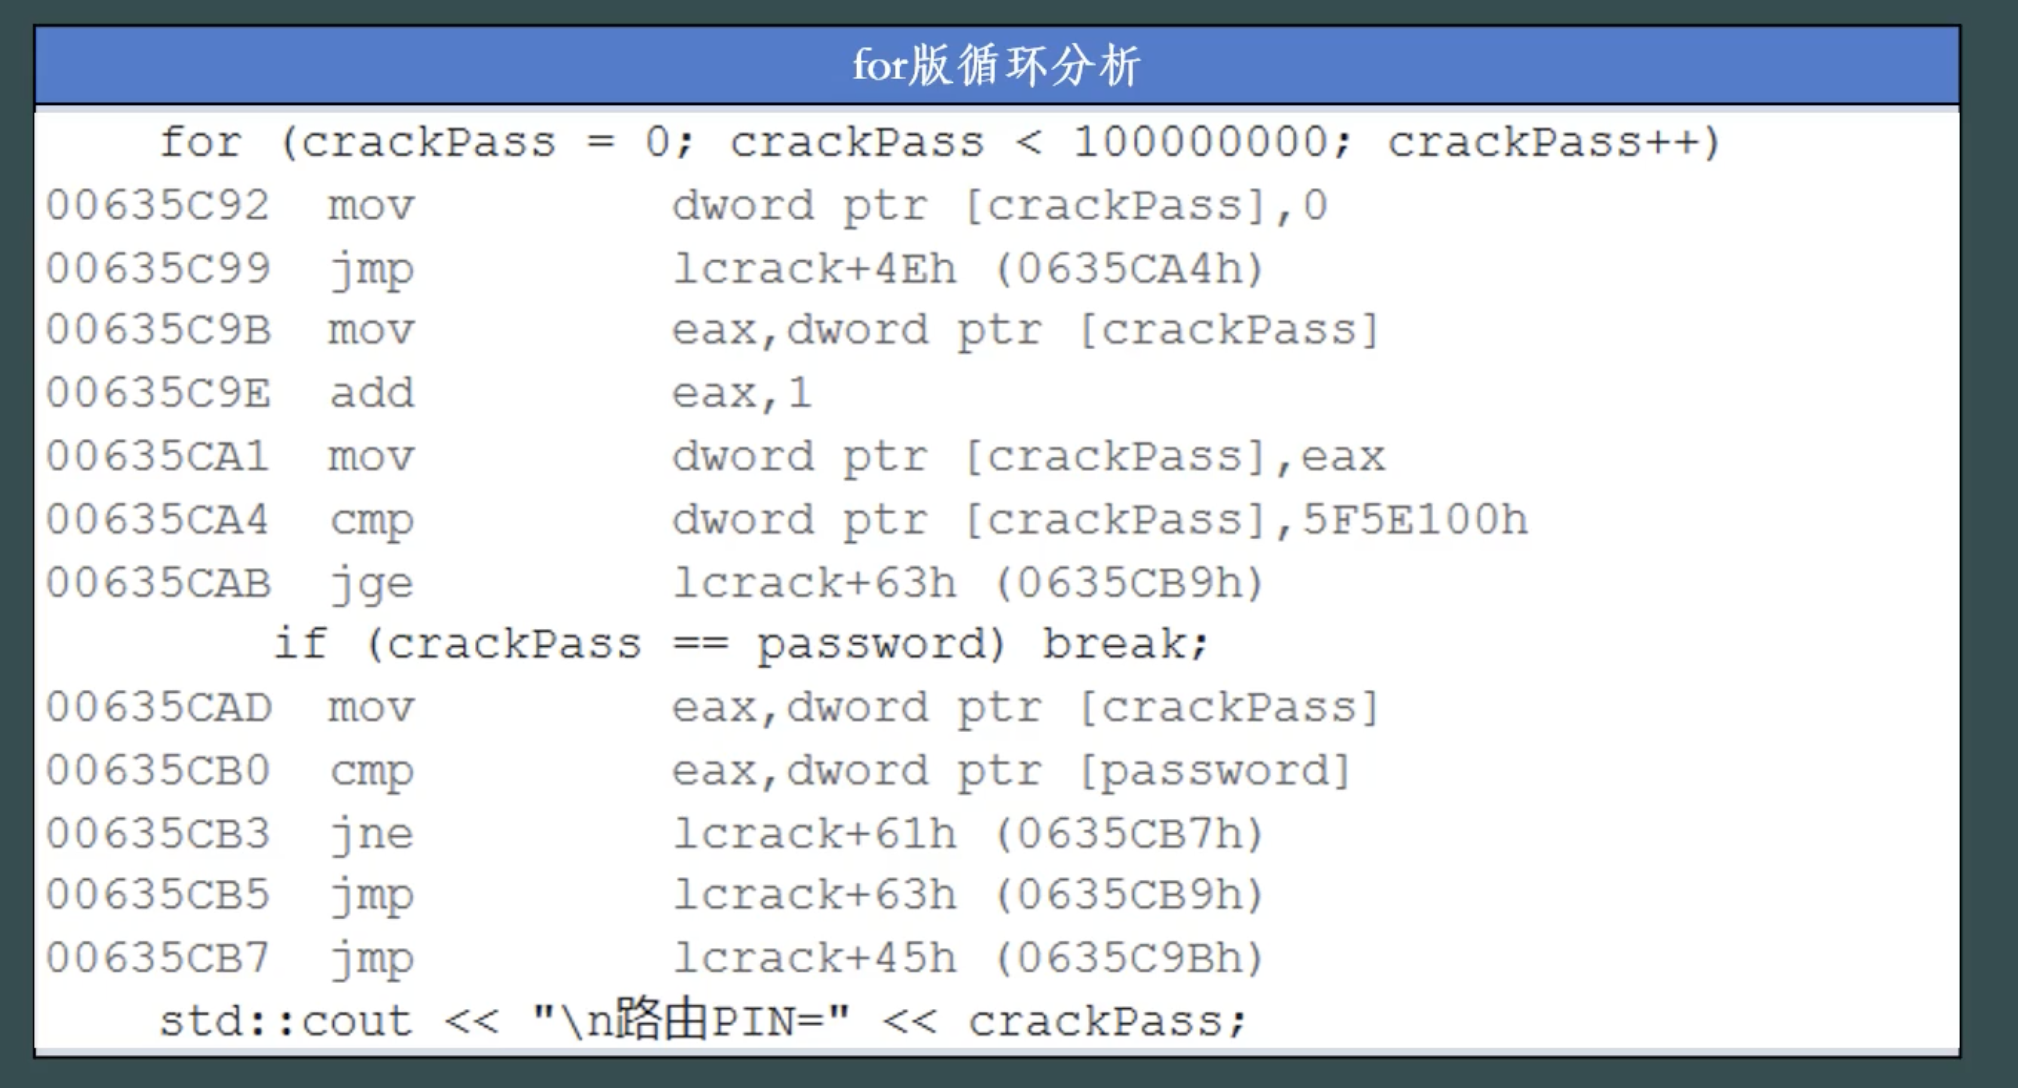 for版循环分析
for (crackPass = 0; crackPass < 100000000; crackPass++)
00635C92 mov dword ptr [crackPass],0
00635C99 jmp lcrack+4Eh (0635CA4h)
00635C9B mov eax,dword ptr [crackPass]
00635C9E add eax,1
00635CA1 mov dword ptr [crackPass],eax
00635CA4 cmp dword ptr [crackPass],5F5E100h
00635CAB jge lcrack+63h (0635CB9h)
if (crackPass == password) break;
00635CAD mov eax,dword ptr [crackPass]
00635CB0 cmp eax,dword ptr [password]
00635CB3 jne lcrack+61h (0635CB7h)
00635CB5 jmp lcrack+63h (0635CB9h)
00635CB7 jmp lcrack+45h (0635C9Bh)
std::cout << "\n路由PIN=" << crackPass;